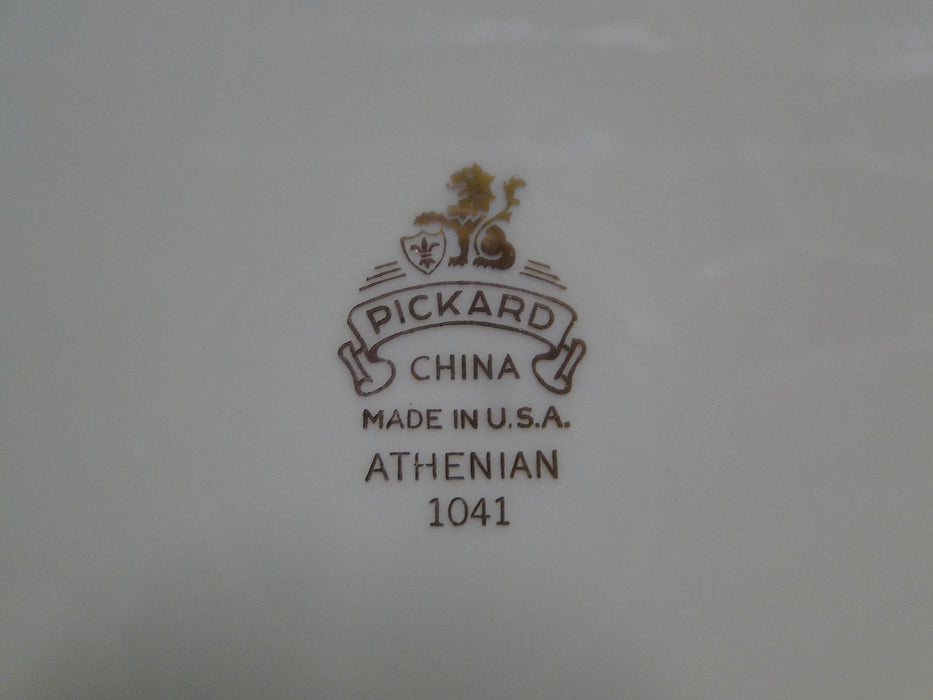 PICKARD
CHINA
MADE IN U.S.A.
ATHENIAN
1041